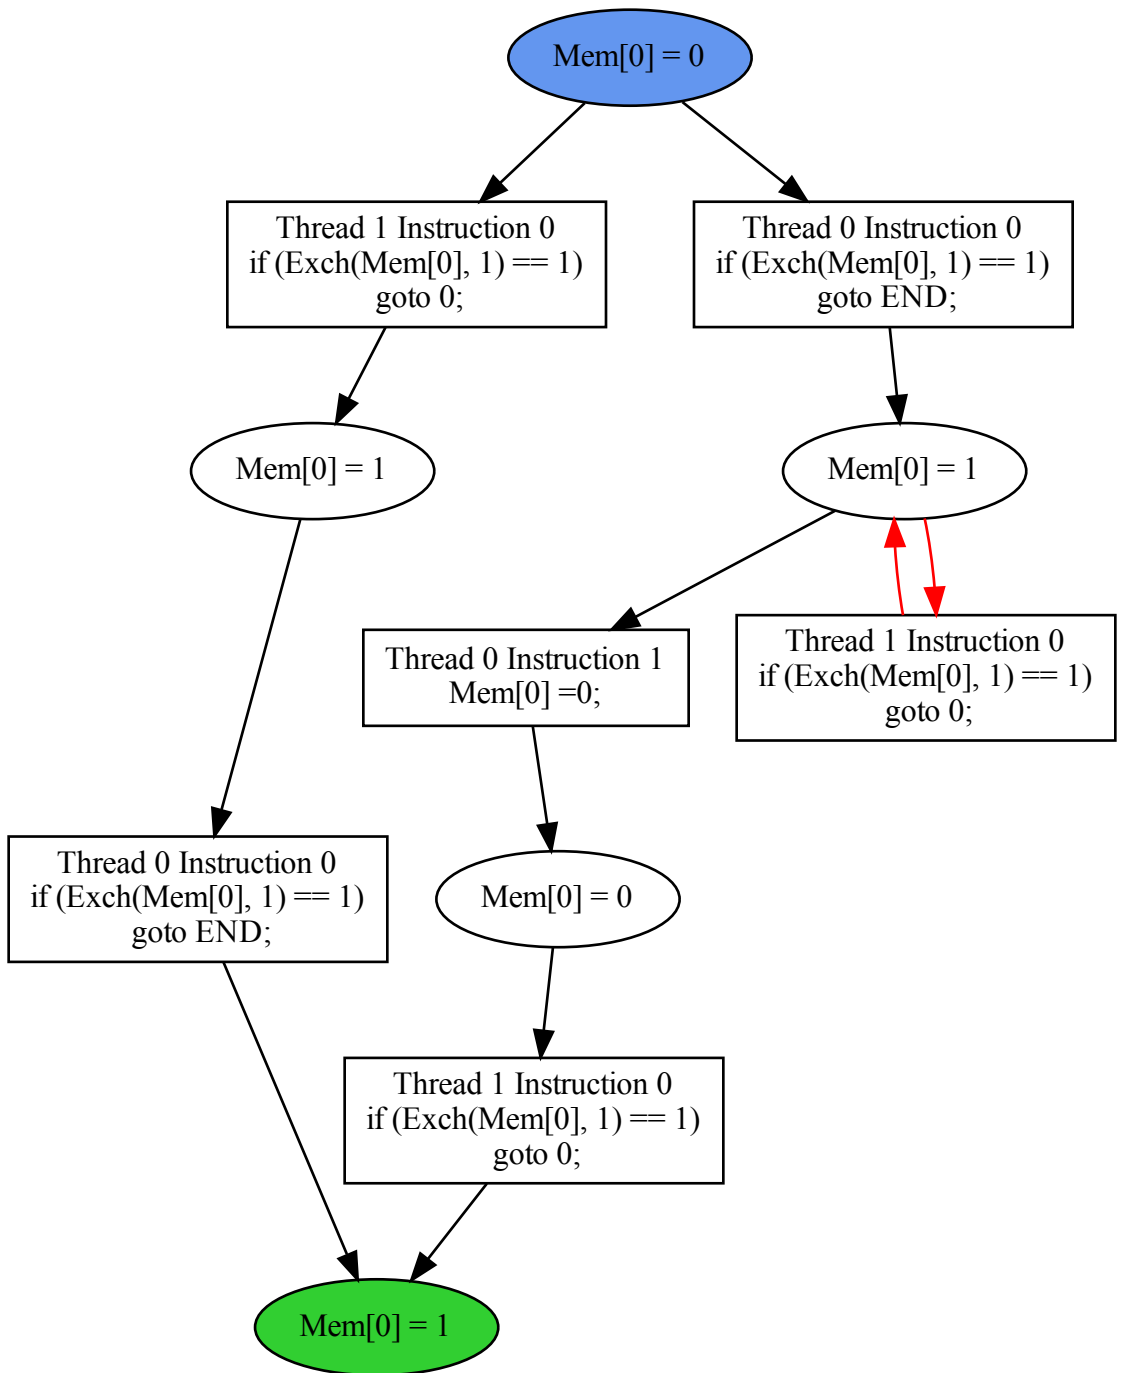 Mem[0] = 0
Thread 1 Instruction 0
if (Exch(Mem[0], 1) == 1)
goto 0;
Thread 0 Instruction 0
if (Exch(Mem[0], 1) == 1)
goto END;
Mem[0] = 1
Mem[0] = 1
Thread 0 Instruction 1
Mem[0] =0;
Thread 1 Instruction 0
if (Exch(Mem[0], 1) == 1)
goto 0;
Thread 0 Instruction 0
if (Exch(Mem[0], 1) == 1)
goto END;
Mem[0] = 0
Thread 1 Instruction 0
if (Exch(Mem[0], 1) == 1)
goto 0;
Mem[0] = 1